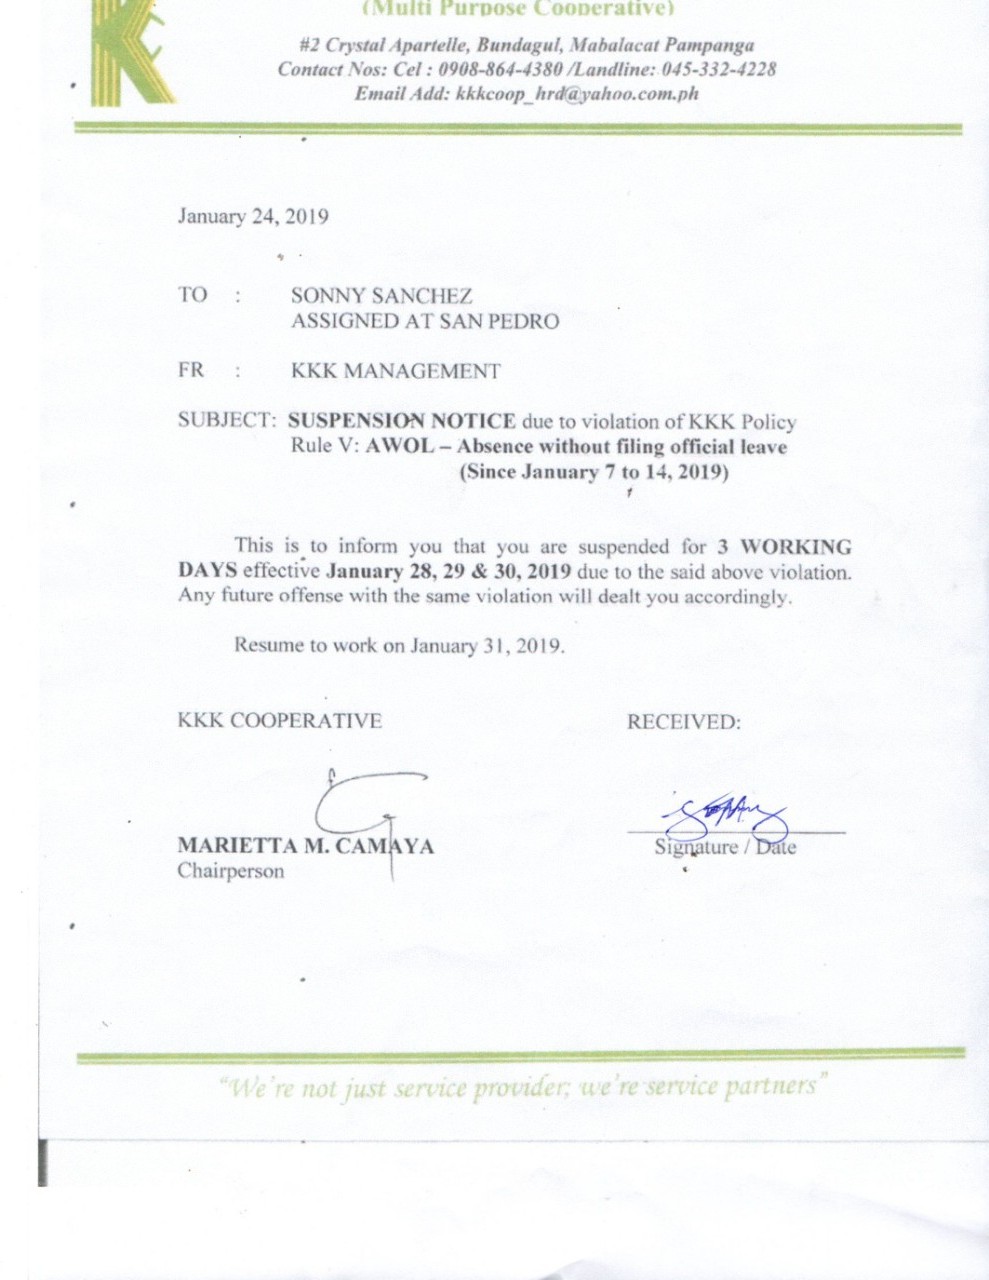 (Multi Purpose Cooperative)
#2 Crystal Apartelle, Bundagul, Mabalacat Pampanga
Contact Nos: Cel : 0908-864-4380 /Landline: 045-332-4228
Email Add: kkkcoop_hrd@yahoo.com.ph
January 24, 2019
TO : SONNY SANCHEZ
ASSIGNED AT SAN PEDRO
FR : KKK MANAGEMENT
SUBJECT: SUSPENSION NOTICE due to violation of KKK Policy
Rule V: AWOL – Absence without filing official leave
(Since January 7 to 14, 2019)
This is to inform you that you are suspended for 3 WORKING
DAYS effective January 28, 29 & 30, 2019 due to the said above violation.
Any future offense with the same violation will dealt you accordingly.
Resume to work on January 31, 2019.
KKK COOPERATIVE RECEIVED:
MARIETTA M. CAMAYA
Signature / Date
Chairperson
"We're not just service provider; we're service partners"